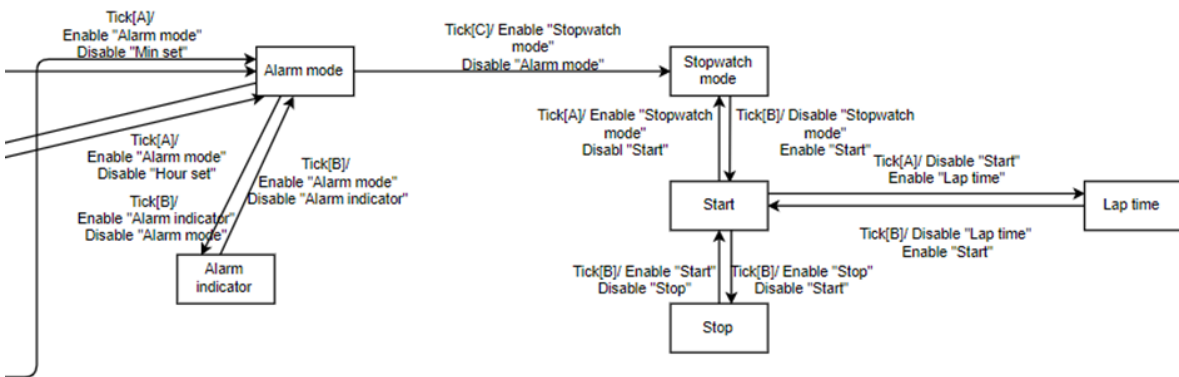 Tick[A]/
Enable "Alarm mode"
Disable "Min set"
Alarm mode
Tick[C]/ Enable "Stopwatch
mode"
Disable "Alarm mode"
Stopwatch
mode
Tick[A]/ Enable "Stopwatch
mode"
Disabl "Start"
Tick[B]/ Disable "Stopwatch
mode"
Enable "Start"
Tick[A]/
Enable "Alarm mode"
Disable "Hour set"
Tick[B]/
Enable "Alarm mode"
Disable "Alarm indicator"
Tick[B]/
Enable "Alarm indicator"
Disable "Alarm mode"
Alarm
indicator
Tick[A]/ Disable "Start"
Enable "Lap time"
Start
Lap time
Tick[B]/ Disable "Lap time"
Enable "Start"
Tick[B]/ Enable "Start"
Disable "Stop"
Tick[B]/ Enable "Stop"
Disable "Start"
Stop